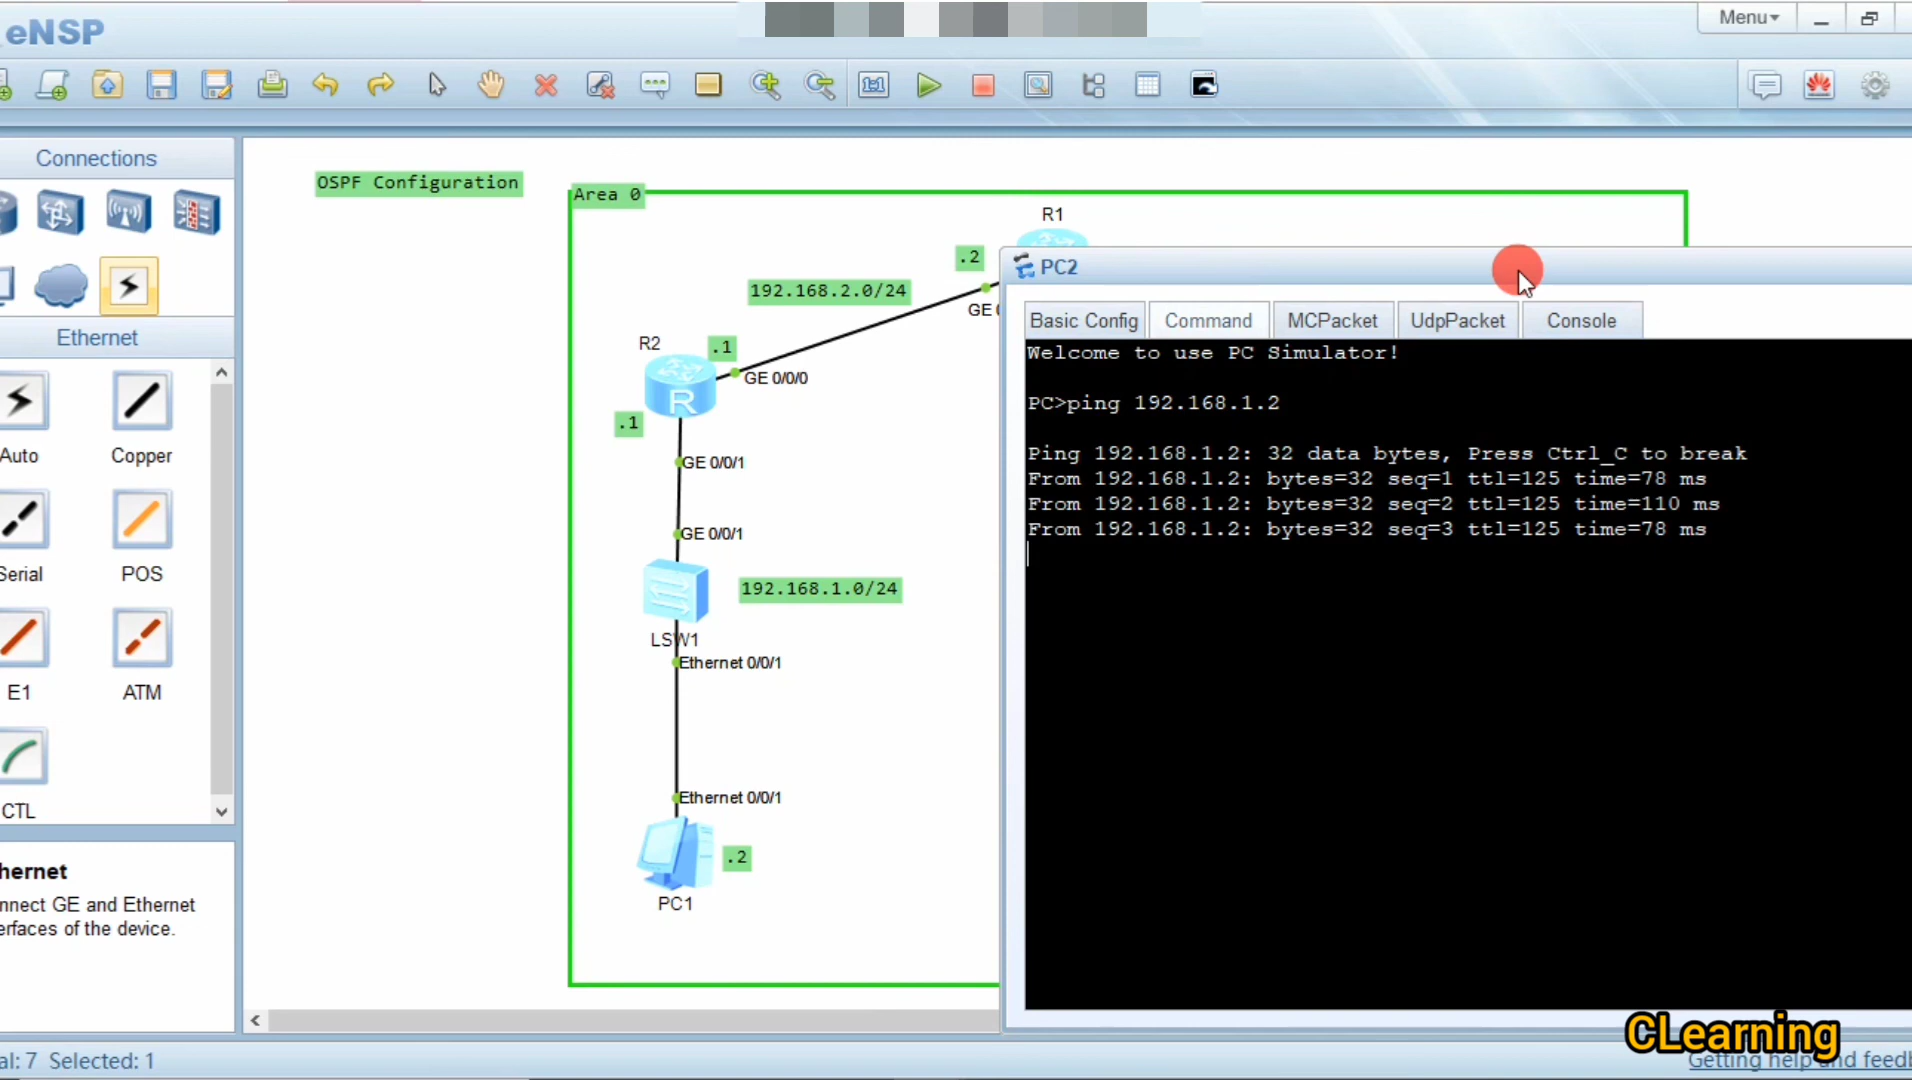 eNSP
Menu
Connections
Ethernet
Auto
Copper
Serial
POS
E1
ATM
CTL
hernet
nnect GE and Ethernet
erfaces of the device.
OSPF Configuration
Area 0
R1
.2
192.168.2.0/24
GE
R2
.1
GE 0/0/0
.1
GE 0/0/1
GE 0/0/1
192.168.1.0/24
LSW1
Ethernet 0/0/1
Ethernet 0/0/1
.2
PC1
PC2
Basic Config
Command
MCPacket
UdpPacket
Console
Welcome to use PC Simulator!
PC>ping 192.168.1.2
Ping 192.168.1.2: 32 data bytes, Press Ctrl_C to break
From 192.168.1.2: bytes=32 seq=1 ttl=125 time=78 ms
From 192.168.1.2: bytes=32 seq=2 ttl=125 time=110 ms
From 192.168.1.2: bytes=32 seq=3 ttl=125 time=78 ms
CLearning
al: 7 Selected: 1
Getting help and feedb